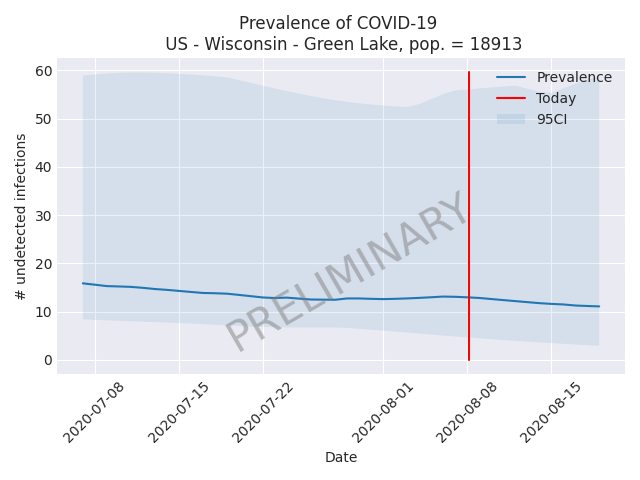 Prevalence of COVID-19
US - Wisconsin - Green Lake, pop. = 18913
# undetected infections
60
50
40
30
20
10
0
Prevalence
Today
95CI
PRELIMINARY
2020-07-08
2020-07-15
2020-07-22
2020-08-01
2020-08-08
2020-08-15
Date